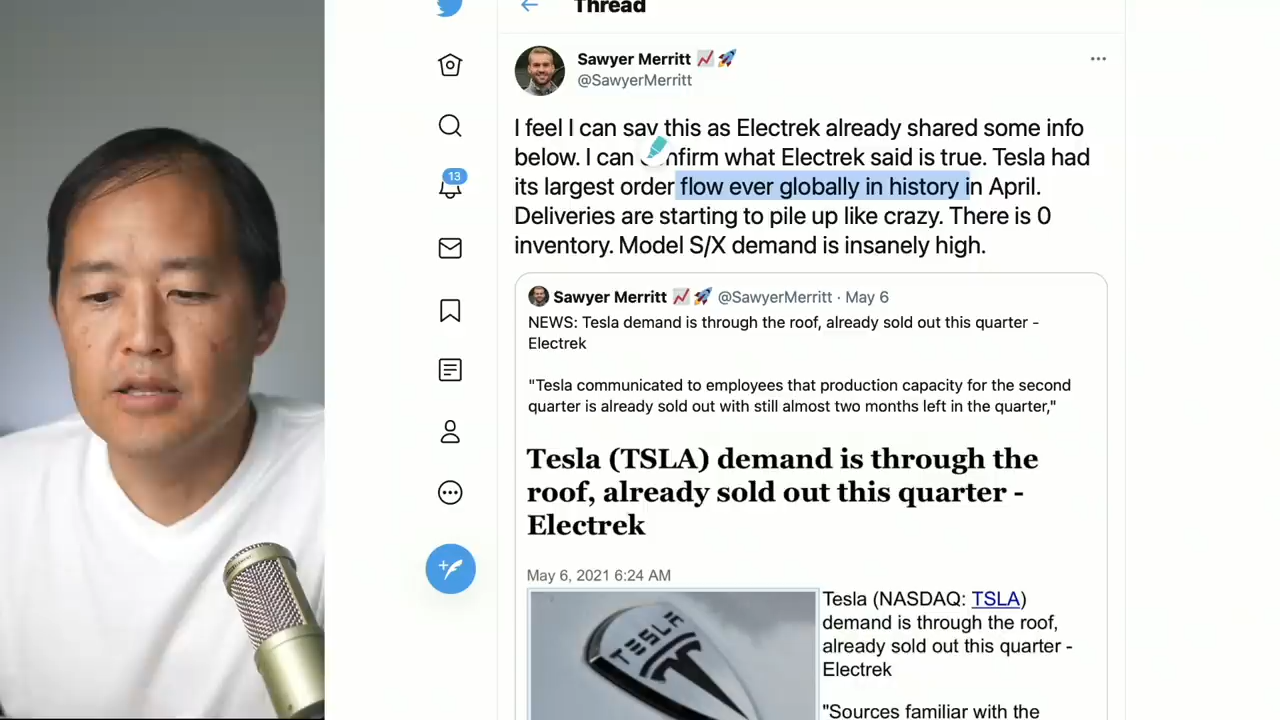 Thread
Sawyer Merritt 📈🚀
@SawyerMerritt
I feel I can say this as Electrek already shared some info
below. I can confirm what Electrek said is true. Tesla had
its largest order flow ever globally in history in April.
Deliveries are starting to pile up like crazy. There is 0
inventory. Model S/X demand is insanely high.
13
Sawyer Merritt 📈🚀 @SawyerMerritt · May 6
NEWS: Tesla demand is through the roof, already sold out this quarter -
Electrek
"Tesla communicated to employees that production capacity for the second
quarter is already sold out with still almost two months left in the quarter,"
Tesla (TSLA) demand is through the
roof, already sold out this quarter -
Electrek
May 6, 2021 6:24 AM
TESLA
Tesla (NASDAQ: TSLA)
demand is through the roof,
already sold out this quarter -
Electrek
"Sources familiar with the